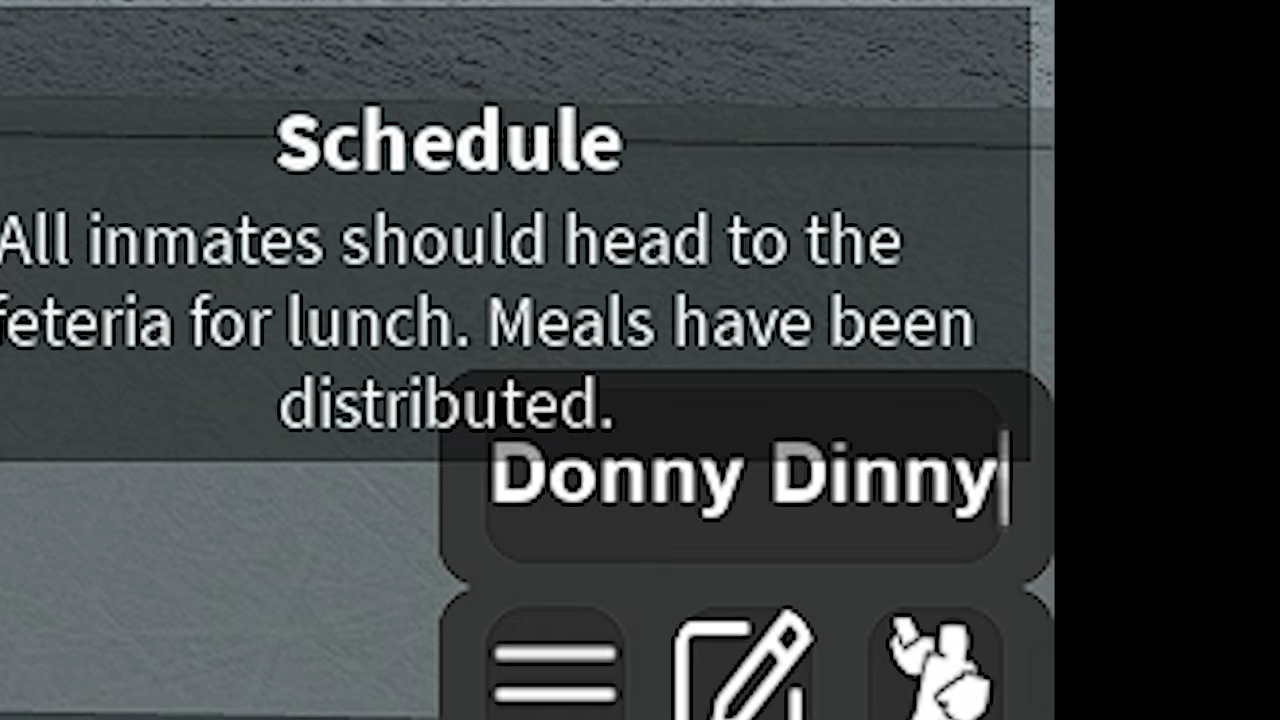 Schedule
All inmates should head to the
feteria for lunch. Meals have been
distributed.
Donny Dinny